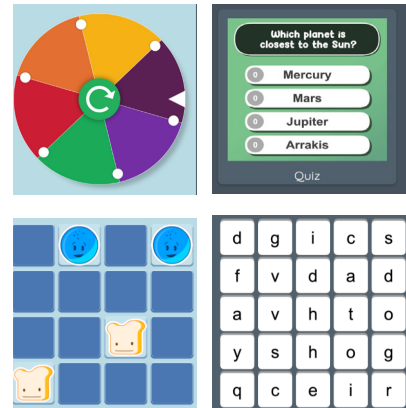 Which planet is
closest to the Sun?
0 Mercury
0 Mars
0 Jupiter
0 Arrakis
Quiz
d g i c s
f v d a d
a v h t o
y s h o g
q c e i r